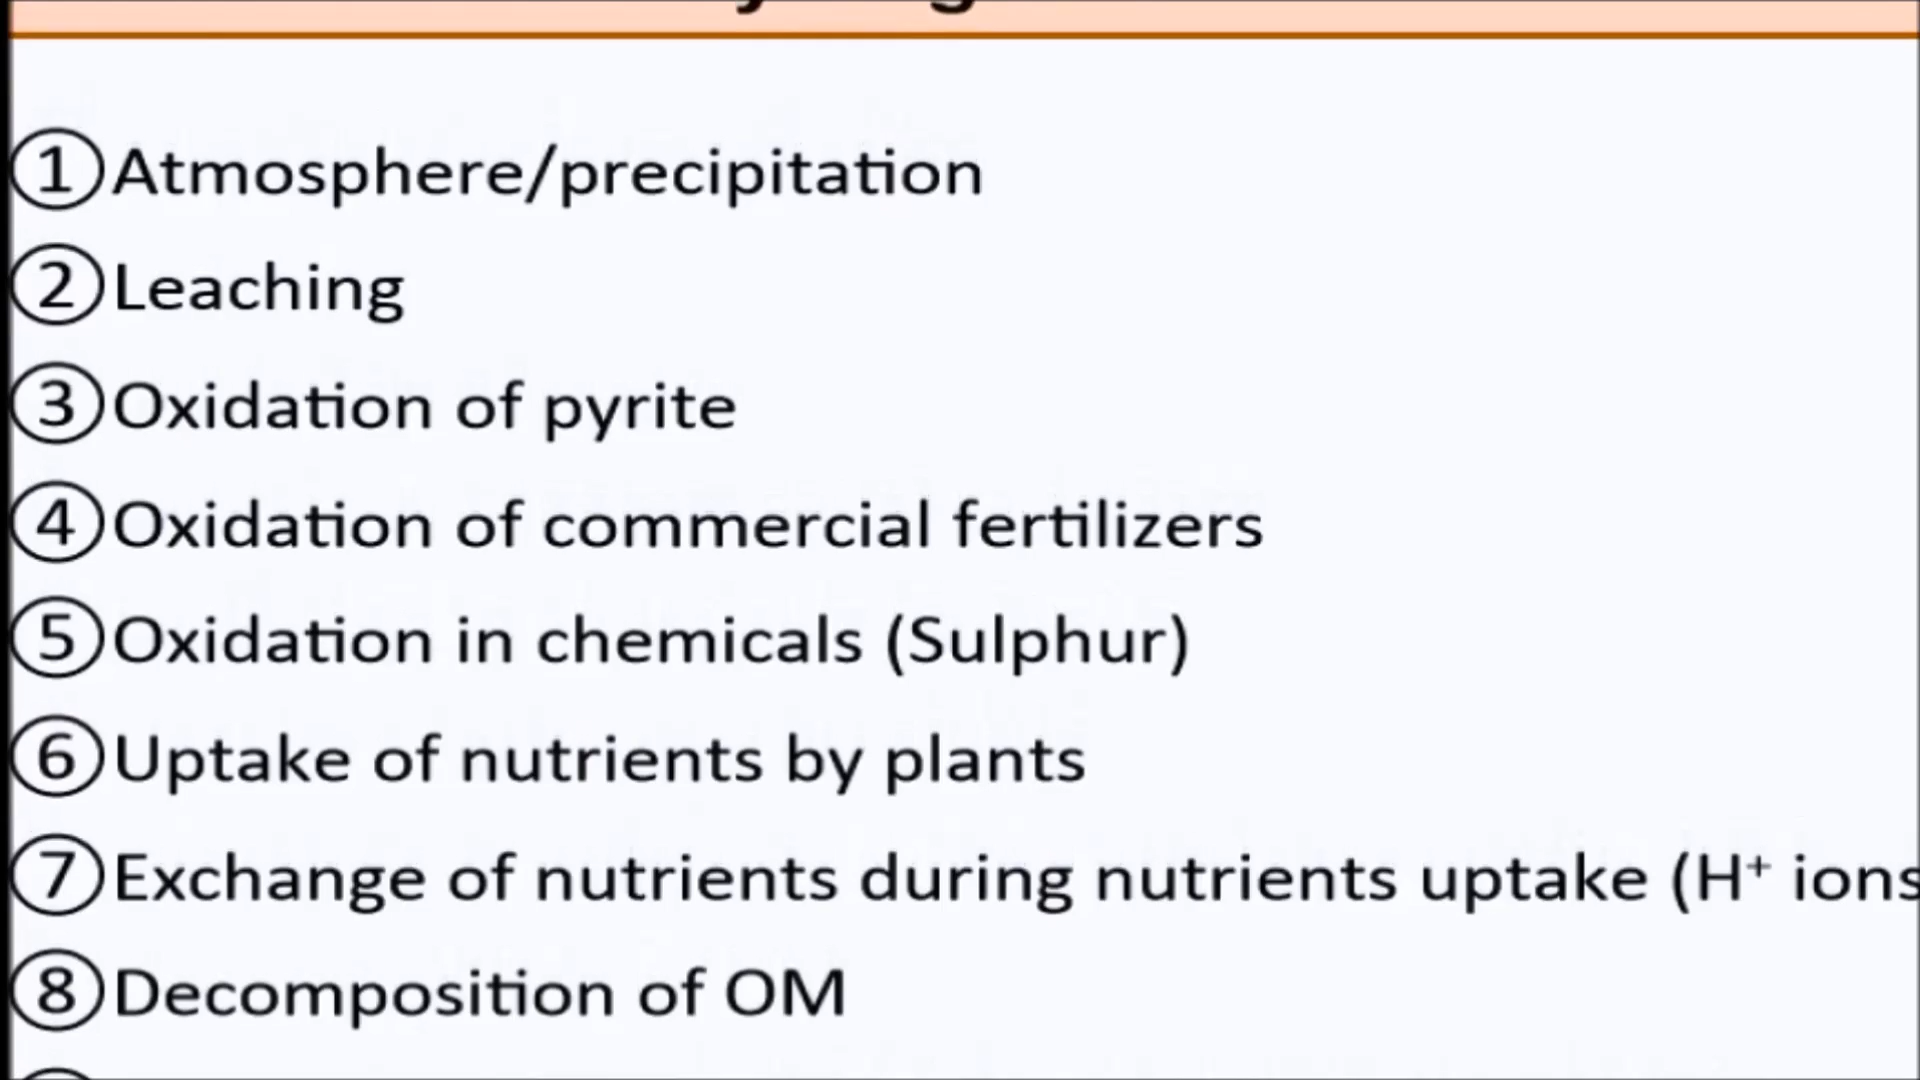 ① Atmosphere/precipitation
② Leaching
③ Oxidation of pyrite
④ Oxidation of commercial fertilizers
⑤ Oxidation in chemicals (Sulphur)
⑥ Uptake of nutrients by plants
⑦ Exchange of nutrients during nutrients uptake (H⁺ ions
⑧ Decomposition of OM